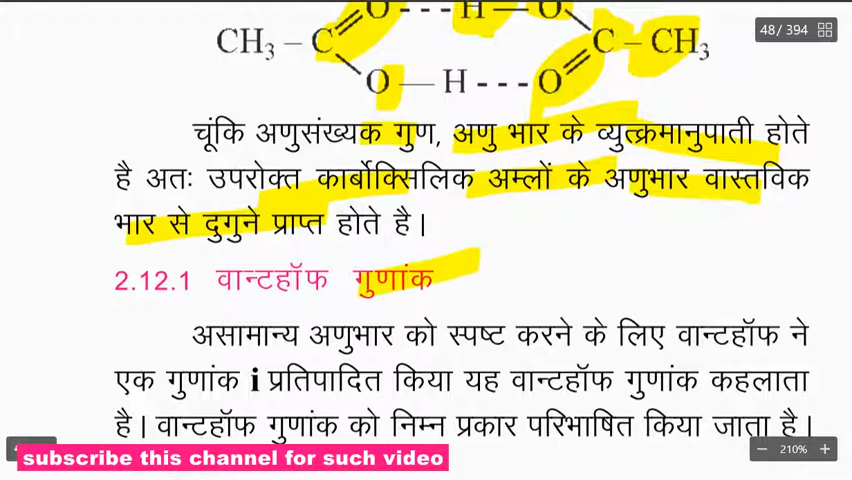 O - - - H — O
CH3 – C C – CH3
O — H - - - O
48 / 394
चूंकि अणुसंख्यक गुण, अणु भार के व्युत्क्रमानुपाती होते
है अतः उपरोक्त कार्बोक्सिलिक अम्लों के अणुभार वास्तविक
भार से दुगुने प्राप्त होते है।
2.12.1 वान्टहॉफ गुणांक
असामान्य अणुभार को स्पष्ट करने के लिए वान्टहॉफ ने
एक गुणांक i प्रतिपादित किया यह वान्टहॉफ गुणांक कहलाता
है। वान्टहॉफ गुणांक को निम्न प्रकार परिभाषित किया जाता है।
subscribe this channel for such video
− 210% +